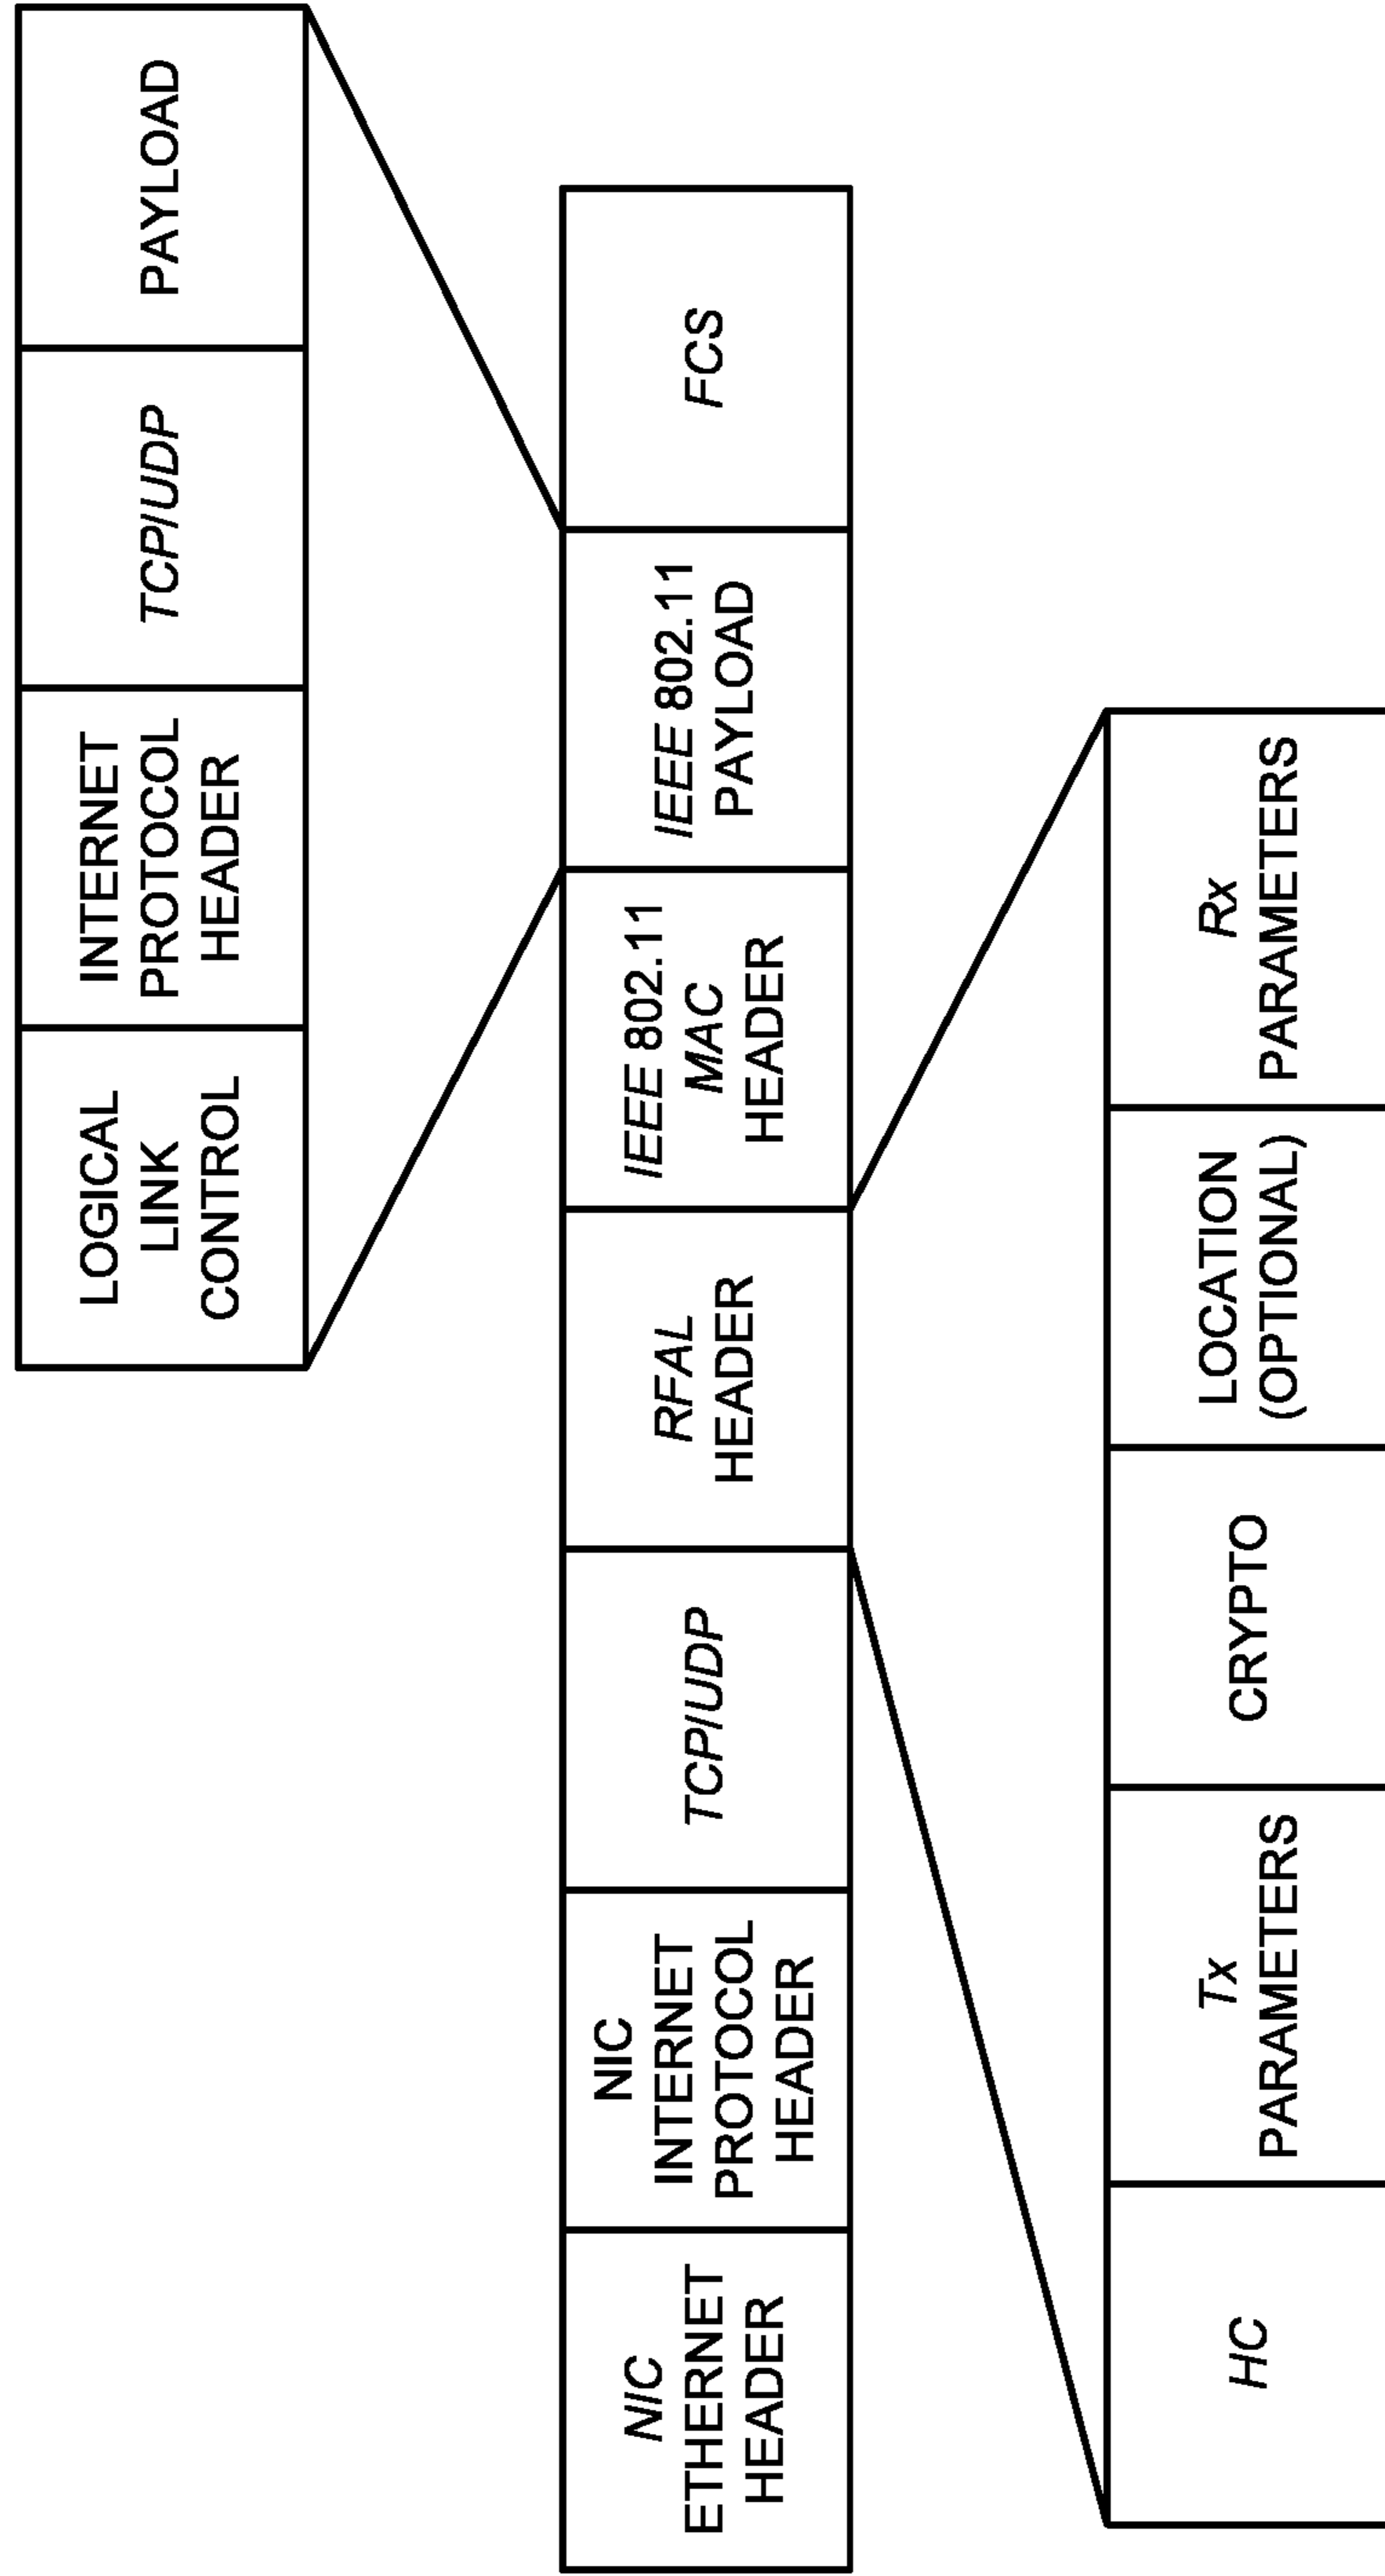 LOGICAL
LINK
CONTROL
INTERNET
PROTOCOL
HEADER
TCP/UDP
PAYLOAD
NIC
ETHERNET
HEADER
NIC
INTERNET
PROTOCOL
HEADER
TCP/UDP
RFAL
HEADER
IEEE 802.11
MAC
HEADER
IEEE 802.11
PAYLOAD
FCS
HC
Tx
PARAMETERS
CRYPTO
LOCATION
(OPTIONAL)
Rx
PARAMETERS